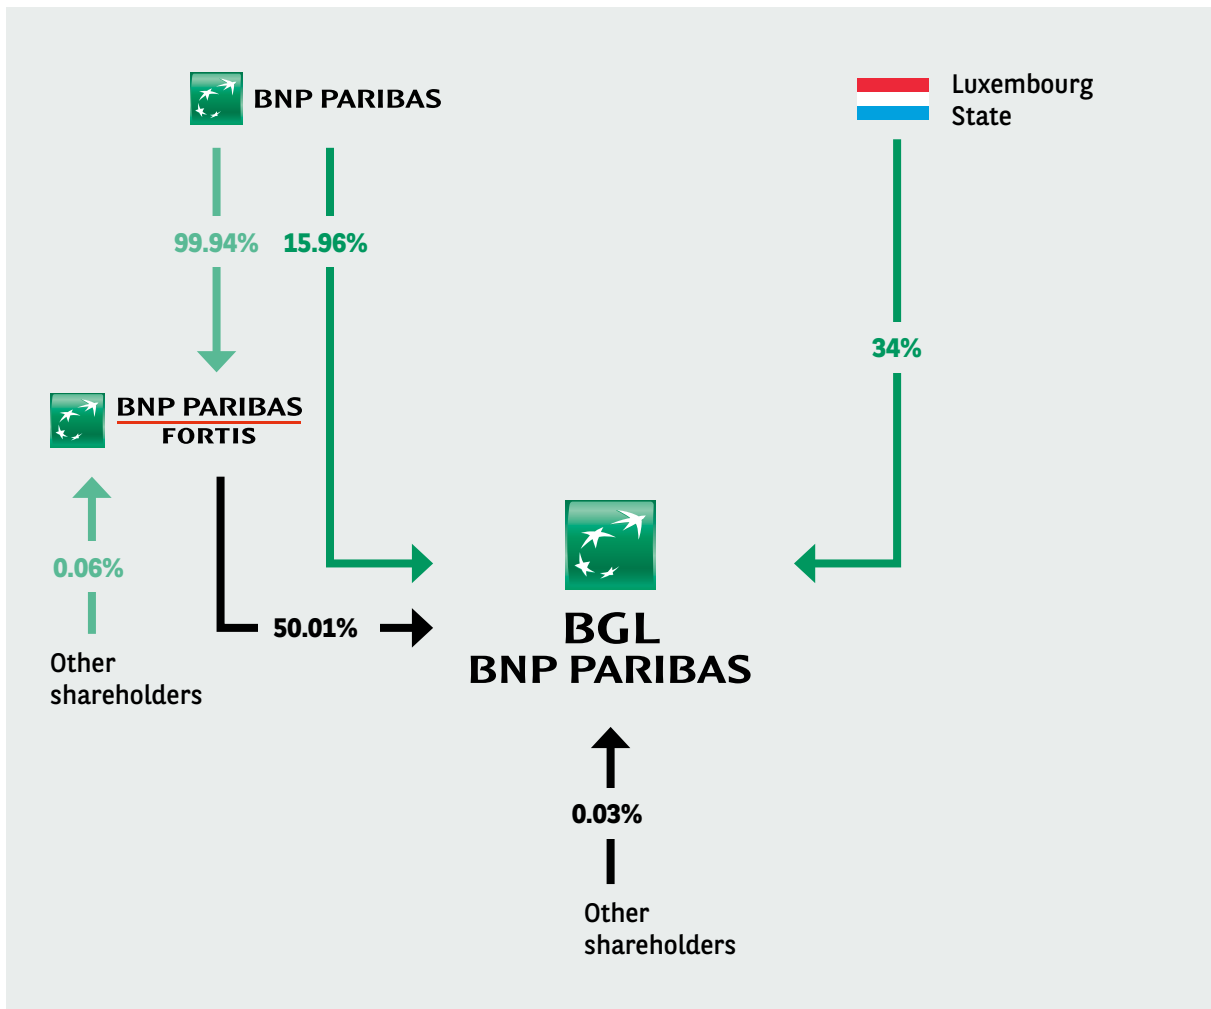 BNP PARIBAS
Luxembourg
State
99.94%
15.96%
34%
BNP PARIBAS
FORTIS
0.06%
Other
shareholders
50.01%
BGL
BNP PARIBAS
0.03%
Other
shareholders